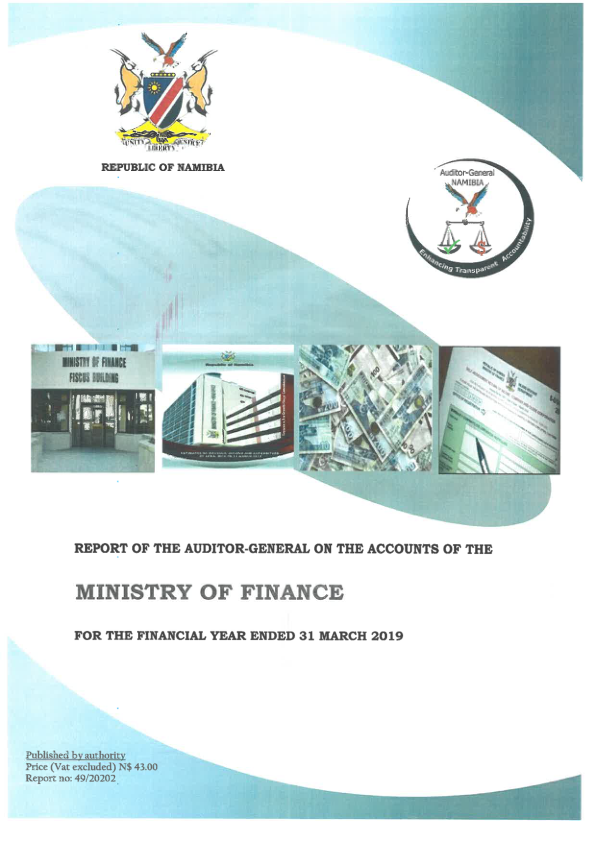 UNITY LIBERTY JUSTICE
REPUBLIC OF NAMIBIA
Auditor-General
NAMIBIA
Enhancing Transparent Accountability
MINISTRY OF FINANCE
FISCUS BUILDING
Republic of Namibia
REPORT OF THE AUDITOR-GENERAL ON THE ACCOUNTS OF THE
MINISTRY OF FINANCE
FOR THE FINANCIAL YEAR ENDED 31 MARCH 2019
Published by authority
Price (Vat excluded) N$ 43.00
Report no: 49/20202